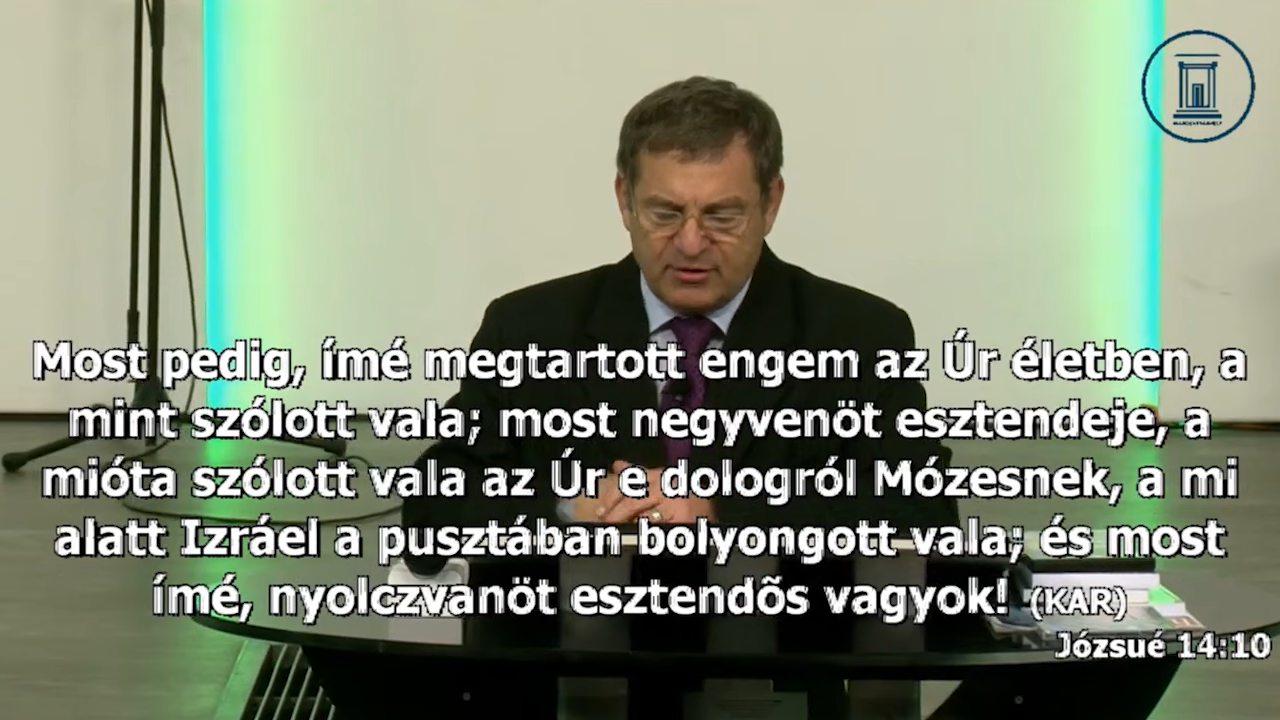 Most pedig, ímé megtartott engem az Úr életben, a
mint szólott vala; most negyvenöt esztendeje, a
mióta szólott vala az Úr e dologról Mózesnek, a mi
alatt Izráel a pusztában bolyongott vala; és most
ímé, nyolczvanöt esztendõs vagyok! (KAR)
Józsué 14:10